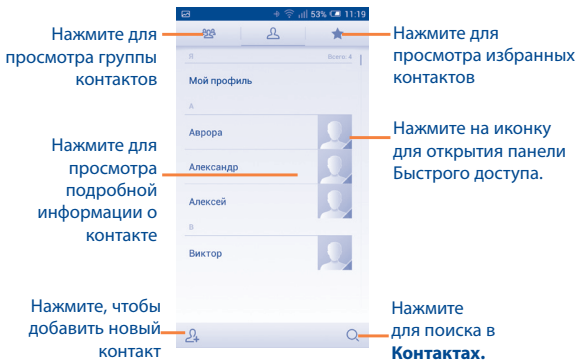 Нажмите для
просмотра группы
контактов
Нажмите для
просмотра
подробной
информации о
контакте
Нажмите, чтобы
добавить новый
контакт
53% 11:19
Я Всего: 4
Мой профиль
А
Аврора
Александр
Алексей
В
Виктор
Нажмите для
просмотра избранных
контактов
Нажмите на иконку
для открытия панели
Быстрого доступа.
Нажмите
для поиска в
Контактах.